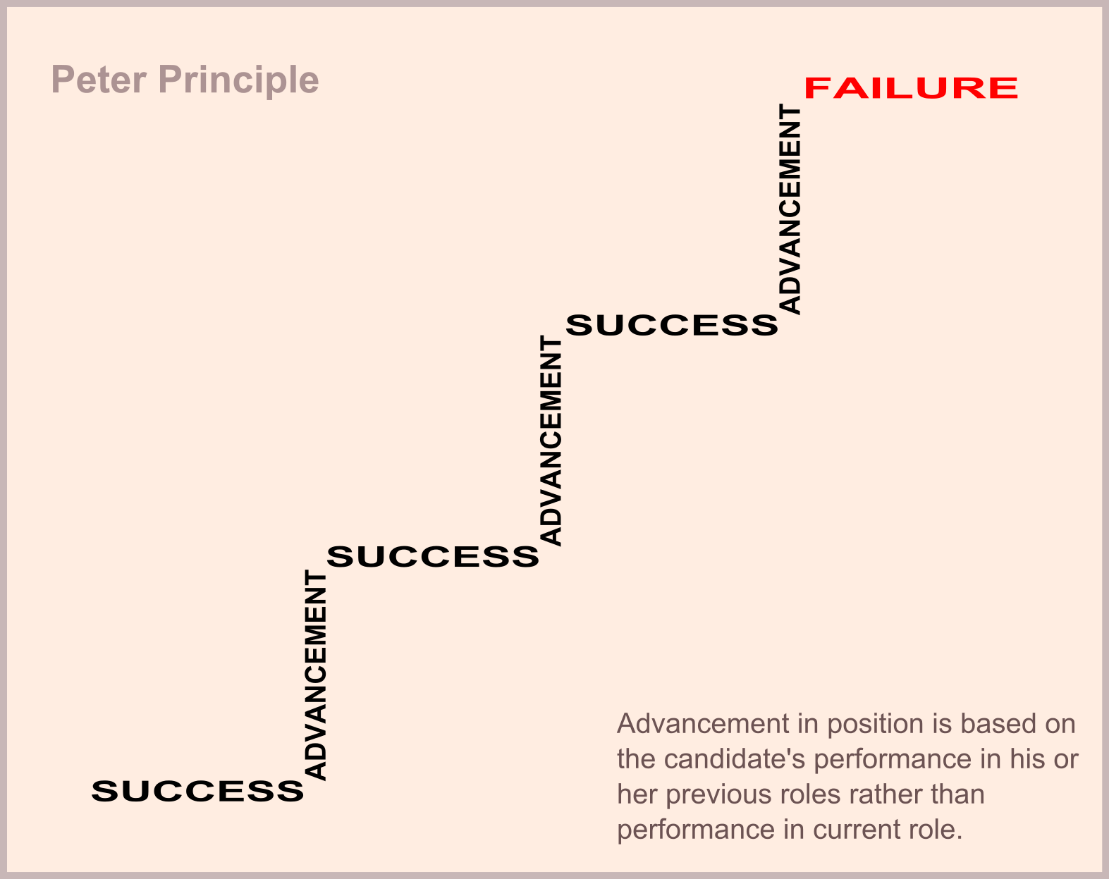 Peter Principle
FAILURE
ADVANCEMENT
SUCCESS
ADVANCEMENT
SUCCESS
ADVANCEMENT
SUCCESS
Advancement in position is based on
the candidate's performance in his or
her previous roles rather than
performance in current role.